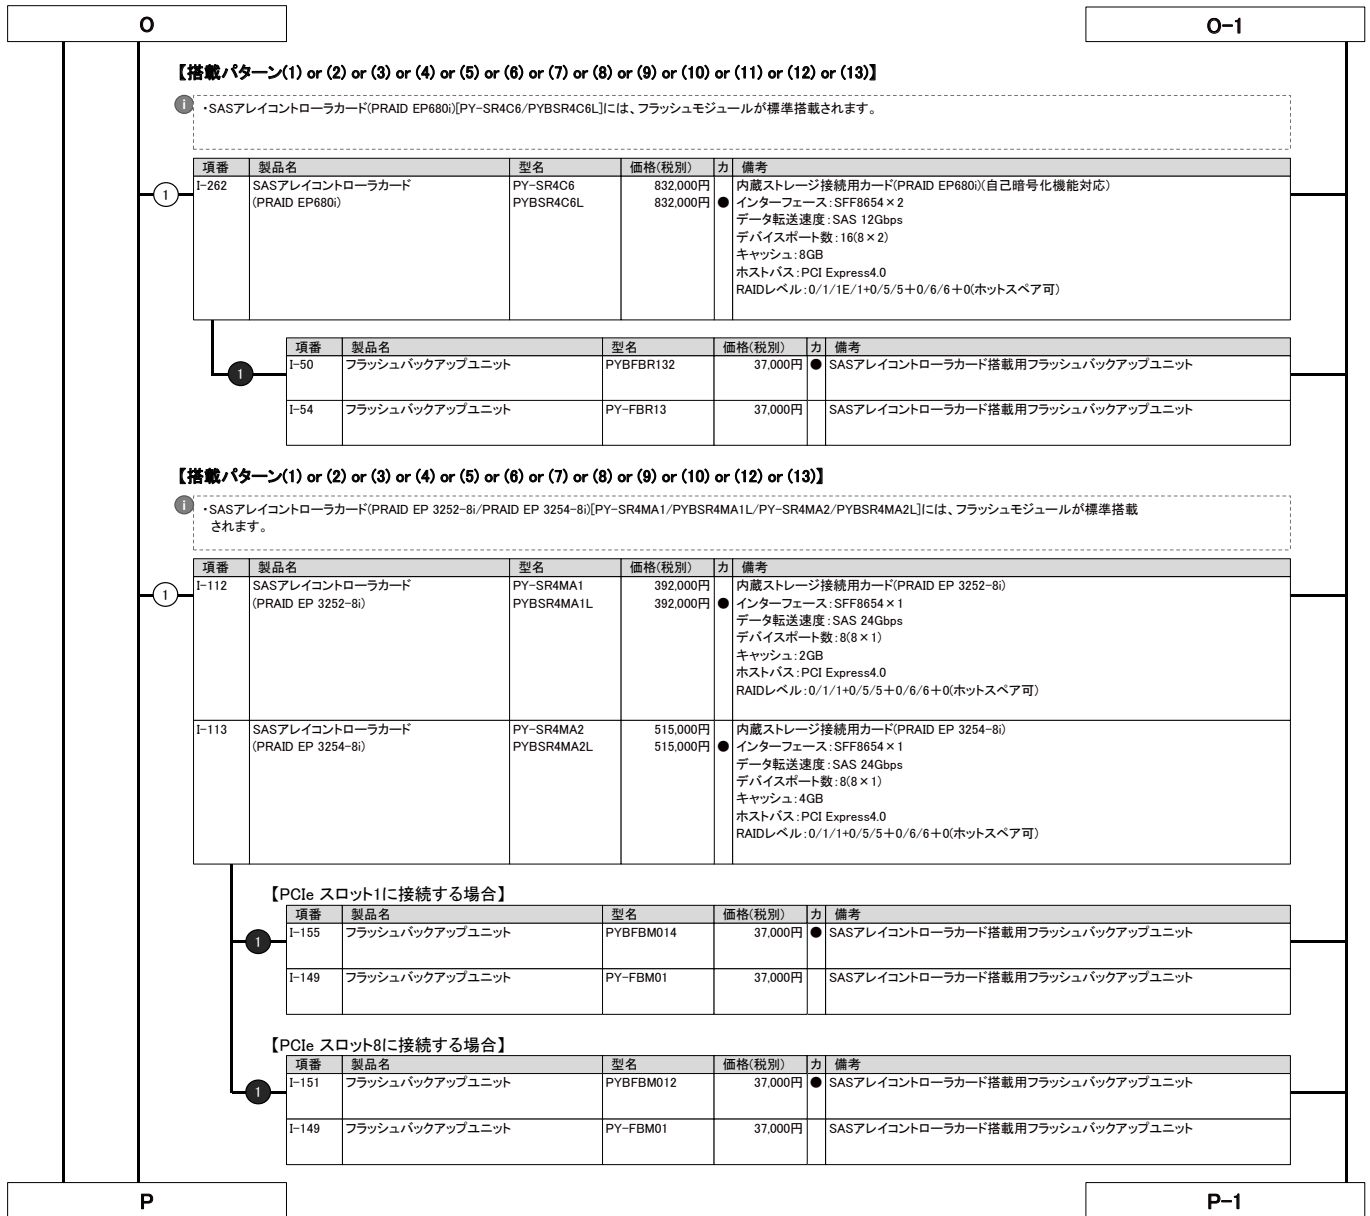 O
O-1
【搭載パターン(1) or (2) or (3) or (4) or (5) or (6) or (7) or (8) or (9) or (10) or (11) or (12) or (13)】
i
・SASアレイコントローラカード(PRAID EP680i)[PY-SR4C6/PYBSR4C6L]には、フラッシュモジュールが標準搭載されます。
項番 製品名 型名 価格(税別) カ 備考
1
I-262 SASアレイコントローラカード PY-SR4C6 832,000円 内蔵ストレージ接続用カード(PRAID EP680i)(自己暗号化機能対応)
(PRAID EP680i) PYBSR4C6L 832,000円 ● インターフェース:SFF8654×2
データ転送速度:SAS 12Gbps
デバイスポート数:16(8×2)
キャッシュ:8GB
ホストバス:PCI Express4.0
RAIDレベル:0/1/1E/1+0/5/5+0/6/6+0(ホットスペア可)
項番 製品名 型名 価格(税別) カ 備考
1
I-50 フラッシュバックアップユニット PYBFBR132 37,000円 ● SASアレイコントローラカード搭載用フラッシュバックアップユニット
I-54 フラッシュバックアップユニット PY-FBR13 37,000円 SASアレイコントローラカード搭載用フラッシュバックアップユニット
【搭載パターン(1) or (2) or (3) or (4) or (5) or (6) or (7) or (8) or (9) or (10) or (12) or (13)】
i
・SASアレイコントローラカード(PRAID EP 3252-8i/PRAID EP 3254-8i)[PY-SR4MA1/PYBSR4MA1L/PY-SR4MA2/PYBSR4MA2L]には、フラッシュモジュールが標準搭載
されます。
項番 製品名 型名 価格(税別) カ 備考
1
I-112 SASアレイコントローラカード PY-SR4MA1 392,000円 内蔵ストレージ接続用カード(PRAID EP 3252-8i)
(PRAID EP 3252-8i) PYBSR4MA1L 392,000円 ● インターフェース:SFF8654×1
データ転送速度:SAS 24Gbps
デバイスポート数:8(8×1)
キャッシュ:2GB
ホストバス:PCI Express4.0
RAIDレベル:0/1/1+0/5/5+0/6/6+0(ホットスペア可)
I-113 SASアレイコントローラカード PY-SR4MA2 515,000円 内蔵ストレージ接続用カード(PRAID EP 3254-8i)
(PRAID EP 3254-8i) PYBSR4MA2L 515,000円 ● インターフェース:SFF8654×1
データ転送速度:SAS 24Gbps
デバイスポート数:8(8×1)
キャッシュ:4GB
ホストバス:PCI Express4.0
RAIDレベル:0/1/1+0/5/5+0/6/6+0(ホットスペア可)
【PCIe スロット1に接続する場合】
項番 製品名 型名 価格(税別) カ 備考
1
I-155 フラッシュバックアップユニット PYBFBM014 37,000円 ● SASアレイコントローラカード搭載用フラッシュバックアップユニット
I-149 フラッシュバックアップユニット PY-FBM01 37,000円 SASアレイコントローラカード搭載用フラッシュバックアップユニット
【PCIe スロット8に接続する場合】
項番 製品名 型名 価格(税別) カ 備考
1
I-151 フラッシュバックアップユニット PYBFBM012 37,000円 ● SASアレイコントローラカード搭載用フラッシュバックアップユニット
I-149 フラッシュバックアップユニット PY-FBM01 37,000円 SASアレイコントローラカード搭載用フラッシュバックアップユニット
P
P-1